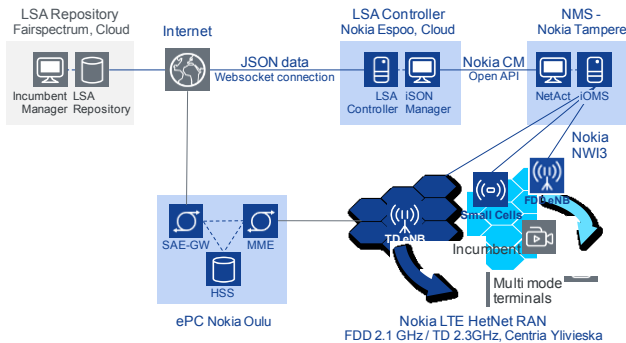 LSA Repository
Fairspectrum, Cloud
Internet
LSA Controller
Nokia Espoo, Cloud
NMS -
Nokia Tampere
JSON data
Websocket connection
Nokia CM
Open API
Incumbent
Manager
LSA
Repository
LSA
Controller
iSON
Manager
NetAct
iOMS
Nokia
NWI3
SAE-GW
MME
HSS
TD eNB
Small Cells
FDD eNB
Incumbent
Multi mode
terminals
ePC Nokia Oulu
Nokia LTE HetNet RAN
FDD 2.1 GHz / TD 2.3GHz, Centria Ylivieska